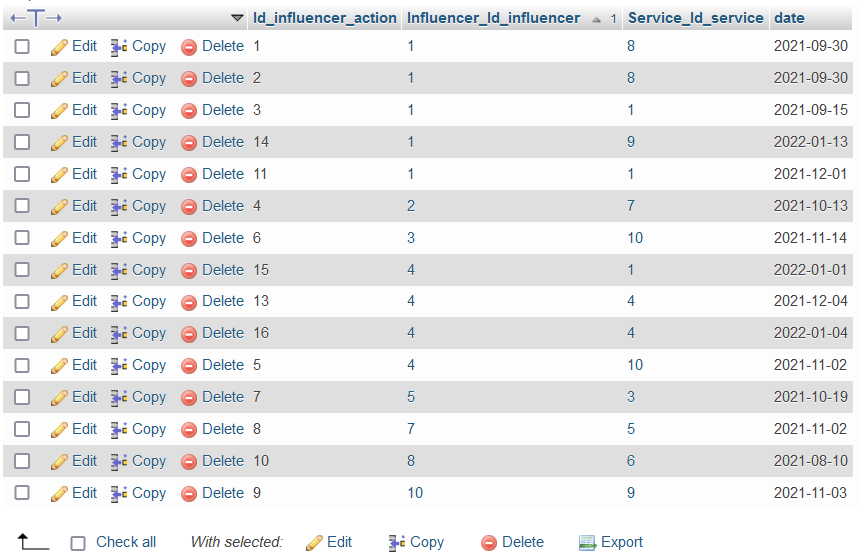 Id_influencer_action Influencer_Id_influencer 1 Service_Id_service date
Edit Copy Delete 1 1 8 2021-09-30
Edit Copy Delete 2 1 8 2021-09-30
Edit Copy Delete 3 1 1 2021-09-15
Edit Copy Delete 14 1 9 2022-01-13
Edit Copy Delete 11 1 1 2021-12-01
Edit Copy Delete 4 2 7 2021-10-13
Edit Copy Delete 6 3 10 2021-11-14
Edit Copy Delete 15 4 1 2022-01-01
Edit Copy Delete 13 4 4 2021-12-04
Edit Copy Delete 16 4 4 2022-01-04
Edit Copy Delete 5 4 10 2021-11-02
Edit Copy Delete 7 5 3 2021-10-19
Edit Copy Delete 8 7 5 2021-11-02
Edit Copy Delete 10 8 6 2021-08-10
Edit Copy Delete 9 10 9 2021-11-03
Check all With selected: Edit Copy Delete Export